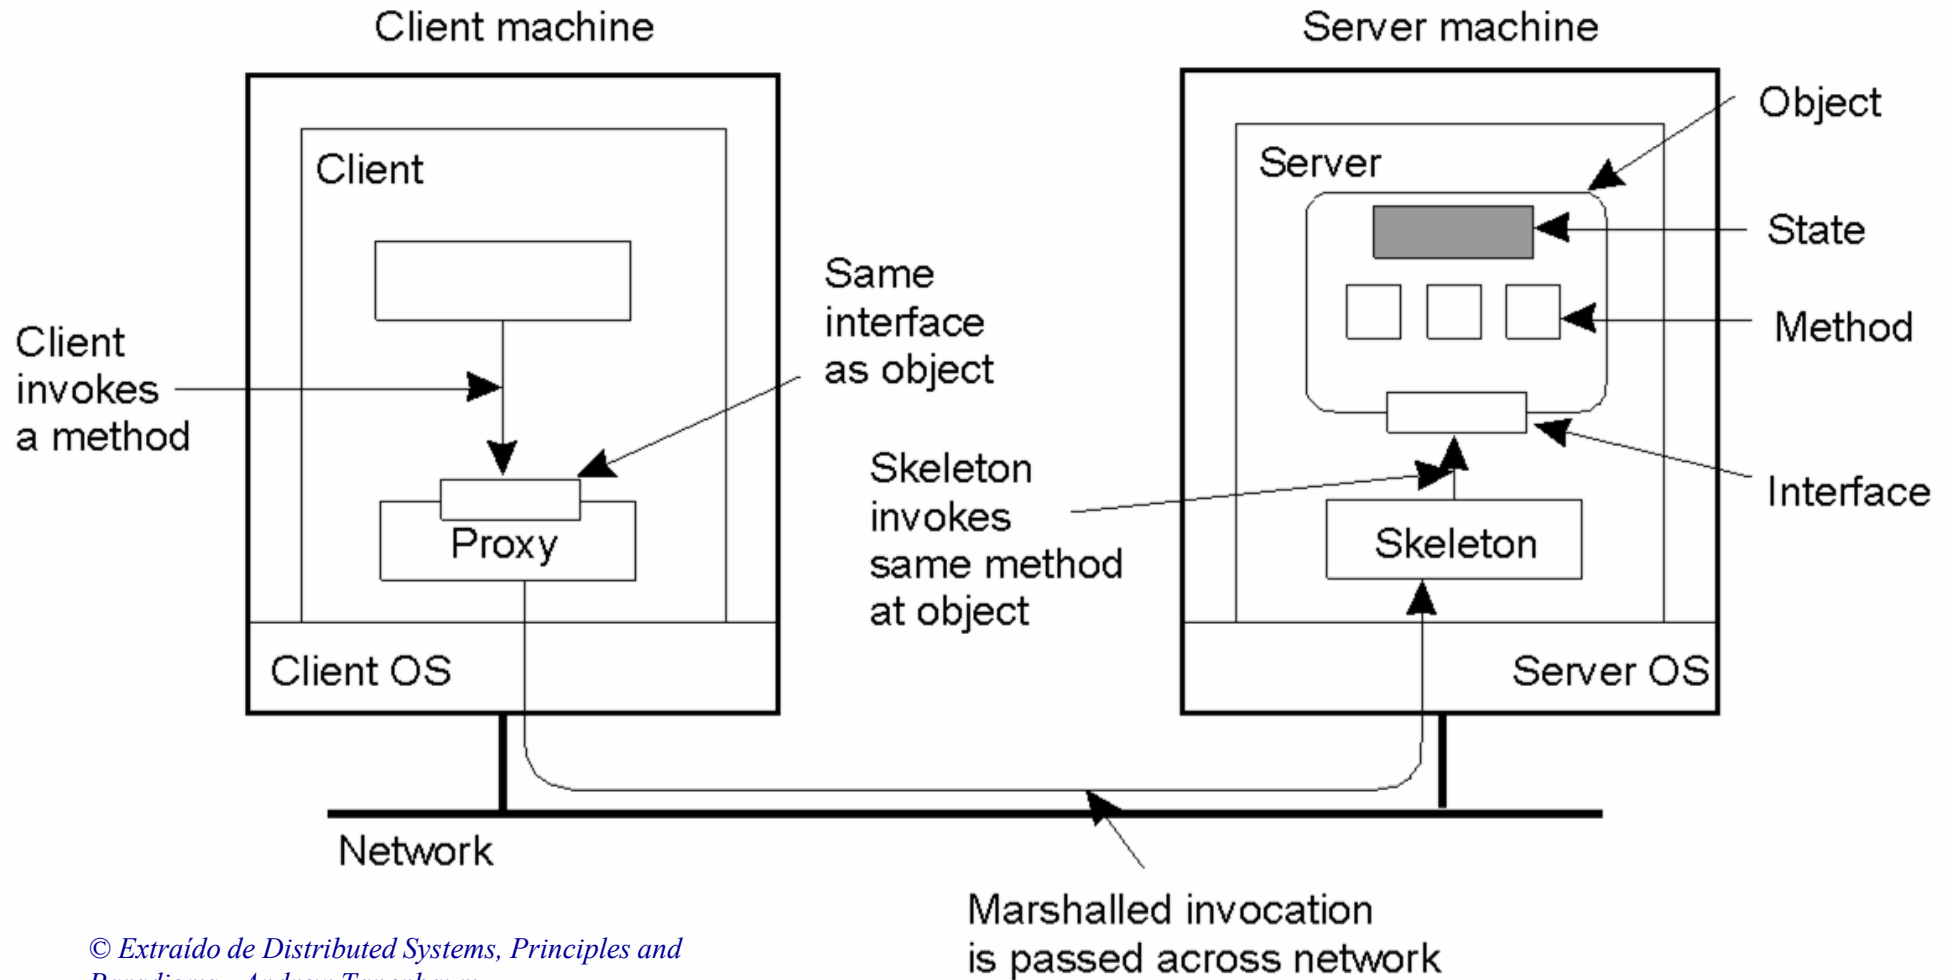 Client machine
Server machine
Client
Server
Object
State
Method
Interface
Same
interface
as object
Client
invokes
a method
Proxy
Skeleton
invokes
same method
at object
Skeleton
Client OS
Server OS
Network
Marshalled invocation
is passed across network
© Extraído de Distributed Systems, Principles and